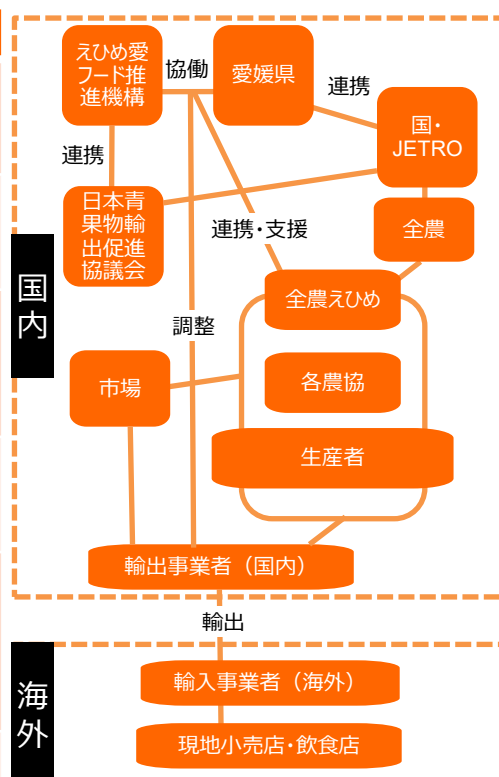 えひめ愛
フード推
進機構
協働
愛媛県
連携
国・
JETRO
連携
日本青
果物輸
出促進
協議会
連携・支援
全農
国内
全農えひめ
調整
市場
各農協
生産者
輸出事業者（国内）
輸出
海外
輸入事業者（海外）
現地小売店・飲食店